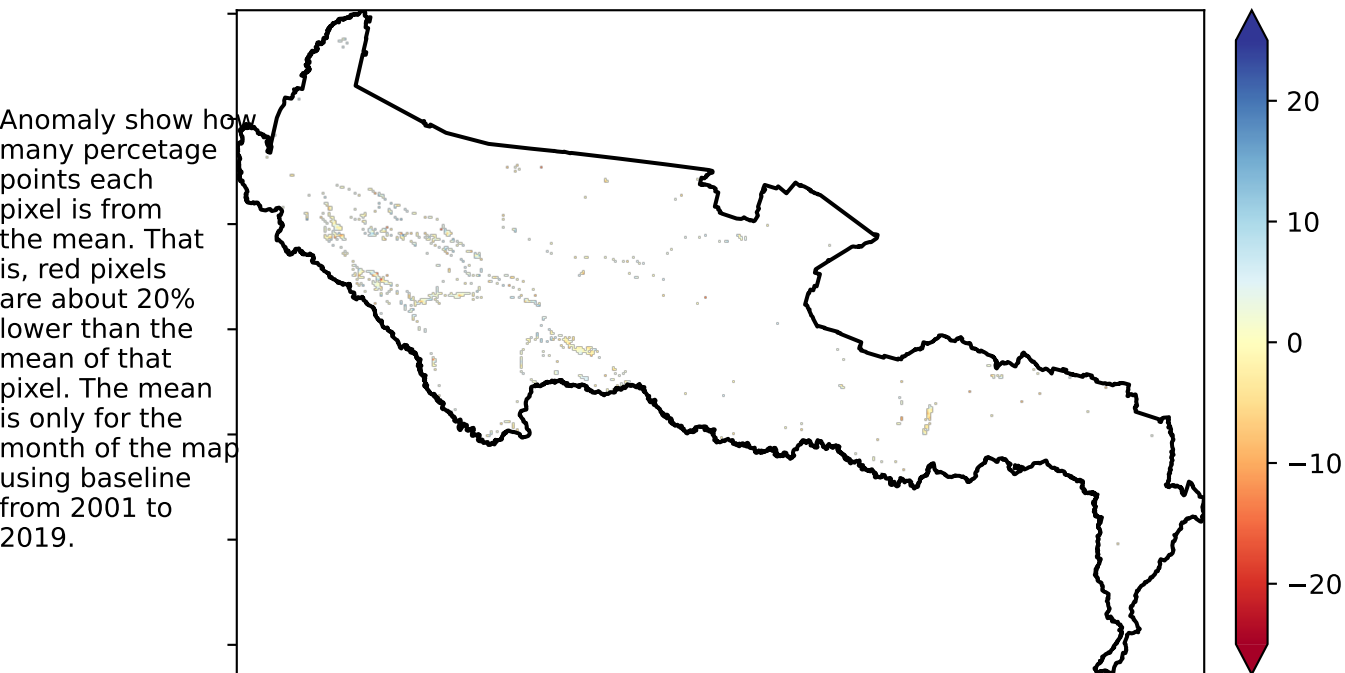 Anomaly show how
many percetage
points each
pixel is from
the mean. That
is, red pixels
are about 20%
lower than the
mean of that
pixel. The mean
is only for the
month of the map
using baseline
from 2001 to
2019.
20
10
0
−10
−20